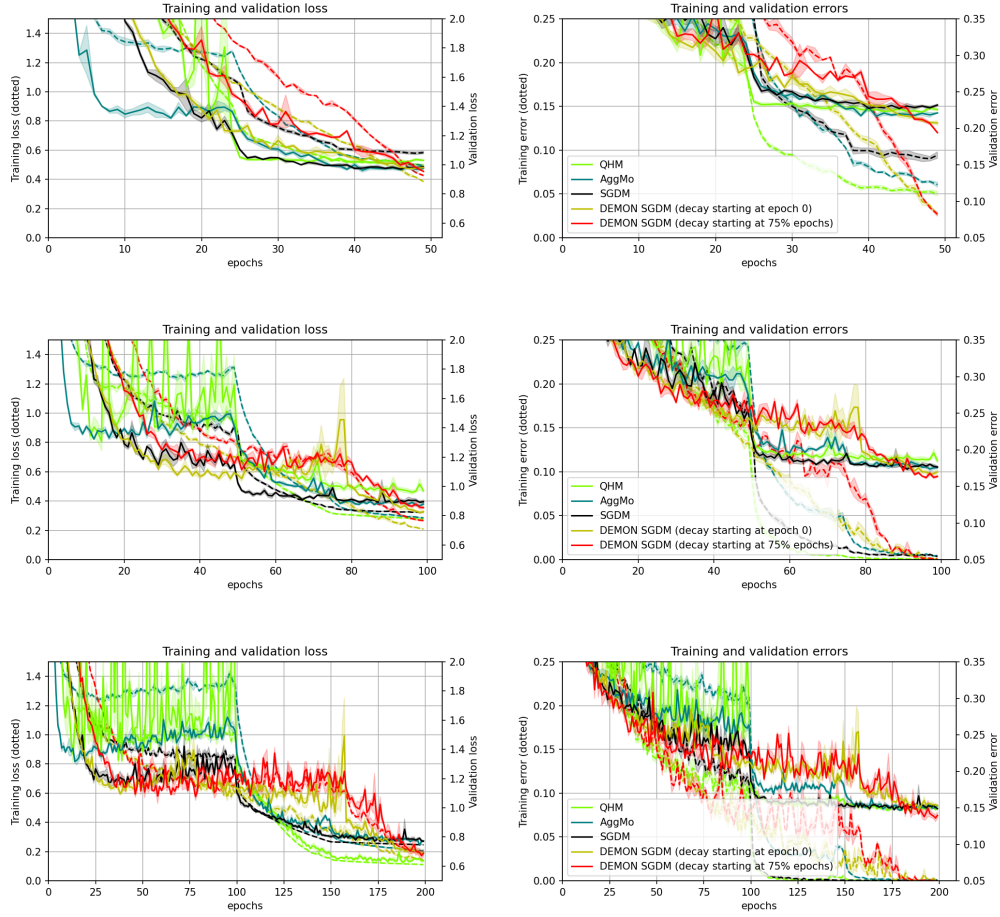 Training and validation loss
Training and validation errors
1.4
1.2
1.0
0.8
0.6
0.4
0.2
0.0
Training loss (dotted)
0 10 20 30 40 50
epochs
2.0
1.8
1.6
1.4
1.2
1.0
0.8
0.6
Validation loss
0.25
0.20
0.15
0.10
0.05
0.00
Training error (dotted)
QHM
AggMo
SGDM
DEMON SGDM (decay starting at epoch 0)
DEMON SGDM (decay starting at 75% epochs)
0 10 20 30 40 50
epochs
0.35
0.30
0.25
0.20
0.15
0.10
0.05
Validation error
Training and validation loss
Training and validation errors
1.4
1.2
1.0
0.8
0.6
0.4
0.2
0.0
Training loss (dotted)
0 20 40 60 80 100
epochs
2.0
1.8
1.6
1.4
1.2
1.0
0.8
0.6
Validation loss
0.25
0.20
0.15
0.10
0.05
0.00
Training error (dotted)
QHM
AggMo
SGDM
DEMON SGDM (decay starting at epoch 0)
DEMON SGDM (decay starting at 75% epochs)
0 20 40 60 80 100
epochs
0.35
0.30
0.25
0.20
0.15
0.10
0.05
Validation error
Training and validation loss
Training and validation errors
1.4
1.2
1.0
0.8
0.6
0.4
0.2
0.0
Training loss (dotted)
0 25 50 75 100 125 150 175 200
epochs
2.0
1.8
1.6
1.4
1.2
1.0
0.8
0.6
Validation loss
0.25
0.20
0.15
0.10
0.05
0.00
Training error (dotted)
QHM
AggMo
SGDM
DEMON SGDM (decay starting at epoch 0)
DEMON SGDM (decay starting at 75% epochs)
0 25 50 75 100 125 150 175 200
epochs
0.35
0.30
0.25
0.20
0.15
0.10
0.05
Validation error